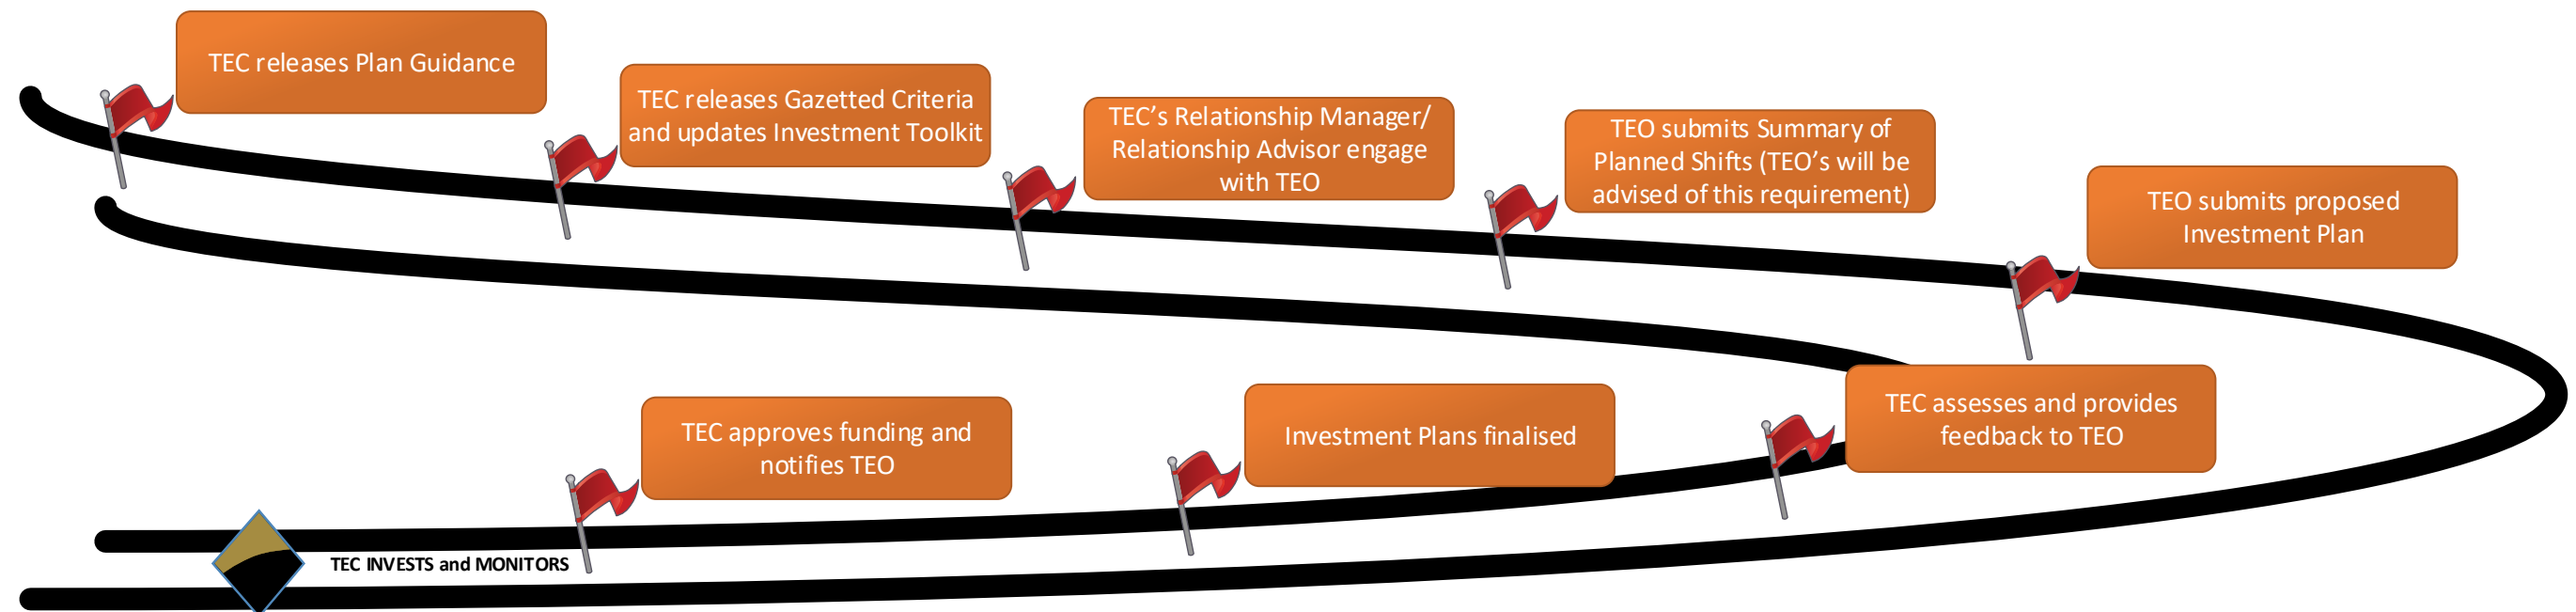 TEC releases Plan Guidance
TEC releases Gazetted Criteria
and updates Investment Toolkit
TEC’s Relationship Manager/
Relationship Advisor engage
with TEO
TEO submits Summary of
Planned Shifts (TEO’s will be
advised of this requirement)
TEO submits proposed
Investment Plan
TEC assesses and provides
feedback to TEO
Investment Plans finalised
TEC approves funding and
notifies TEO
TEC INVESTS and MONITORS